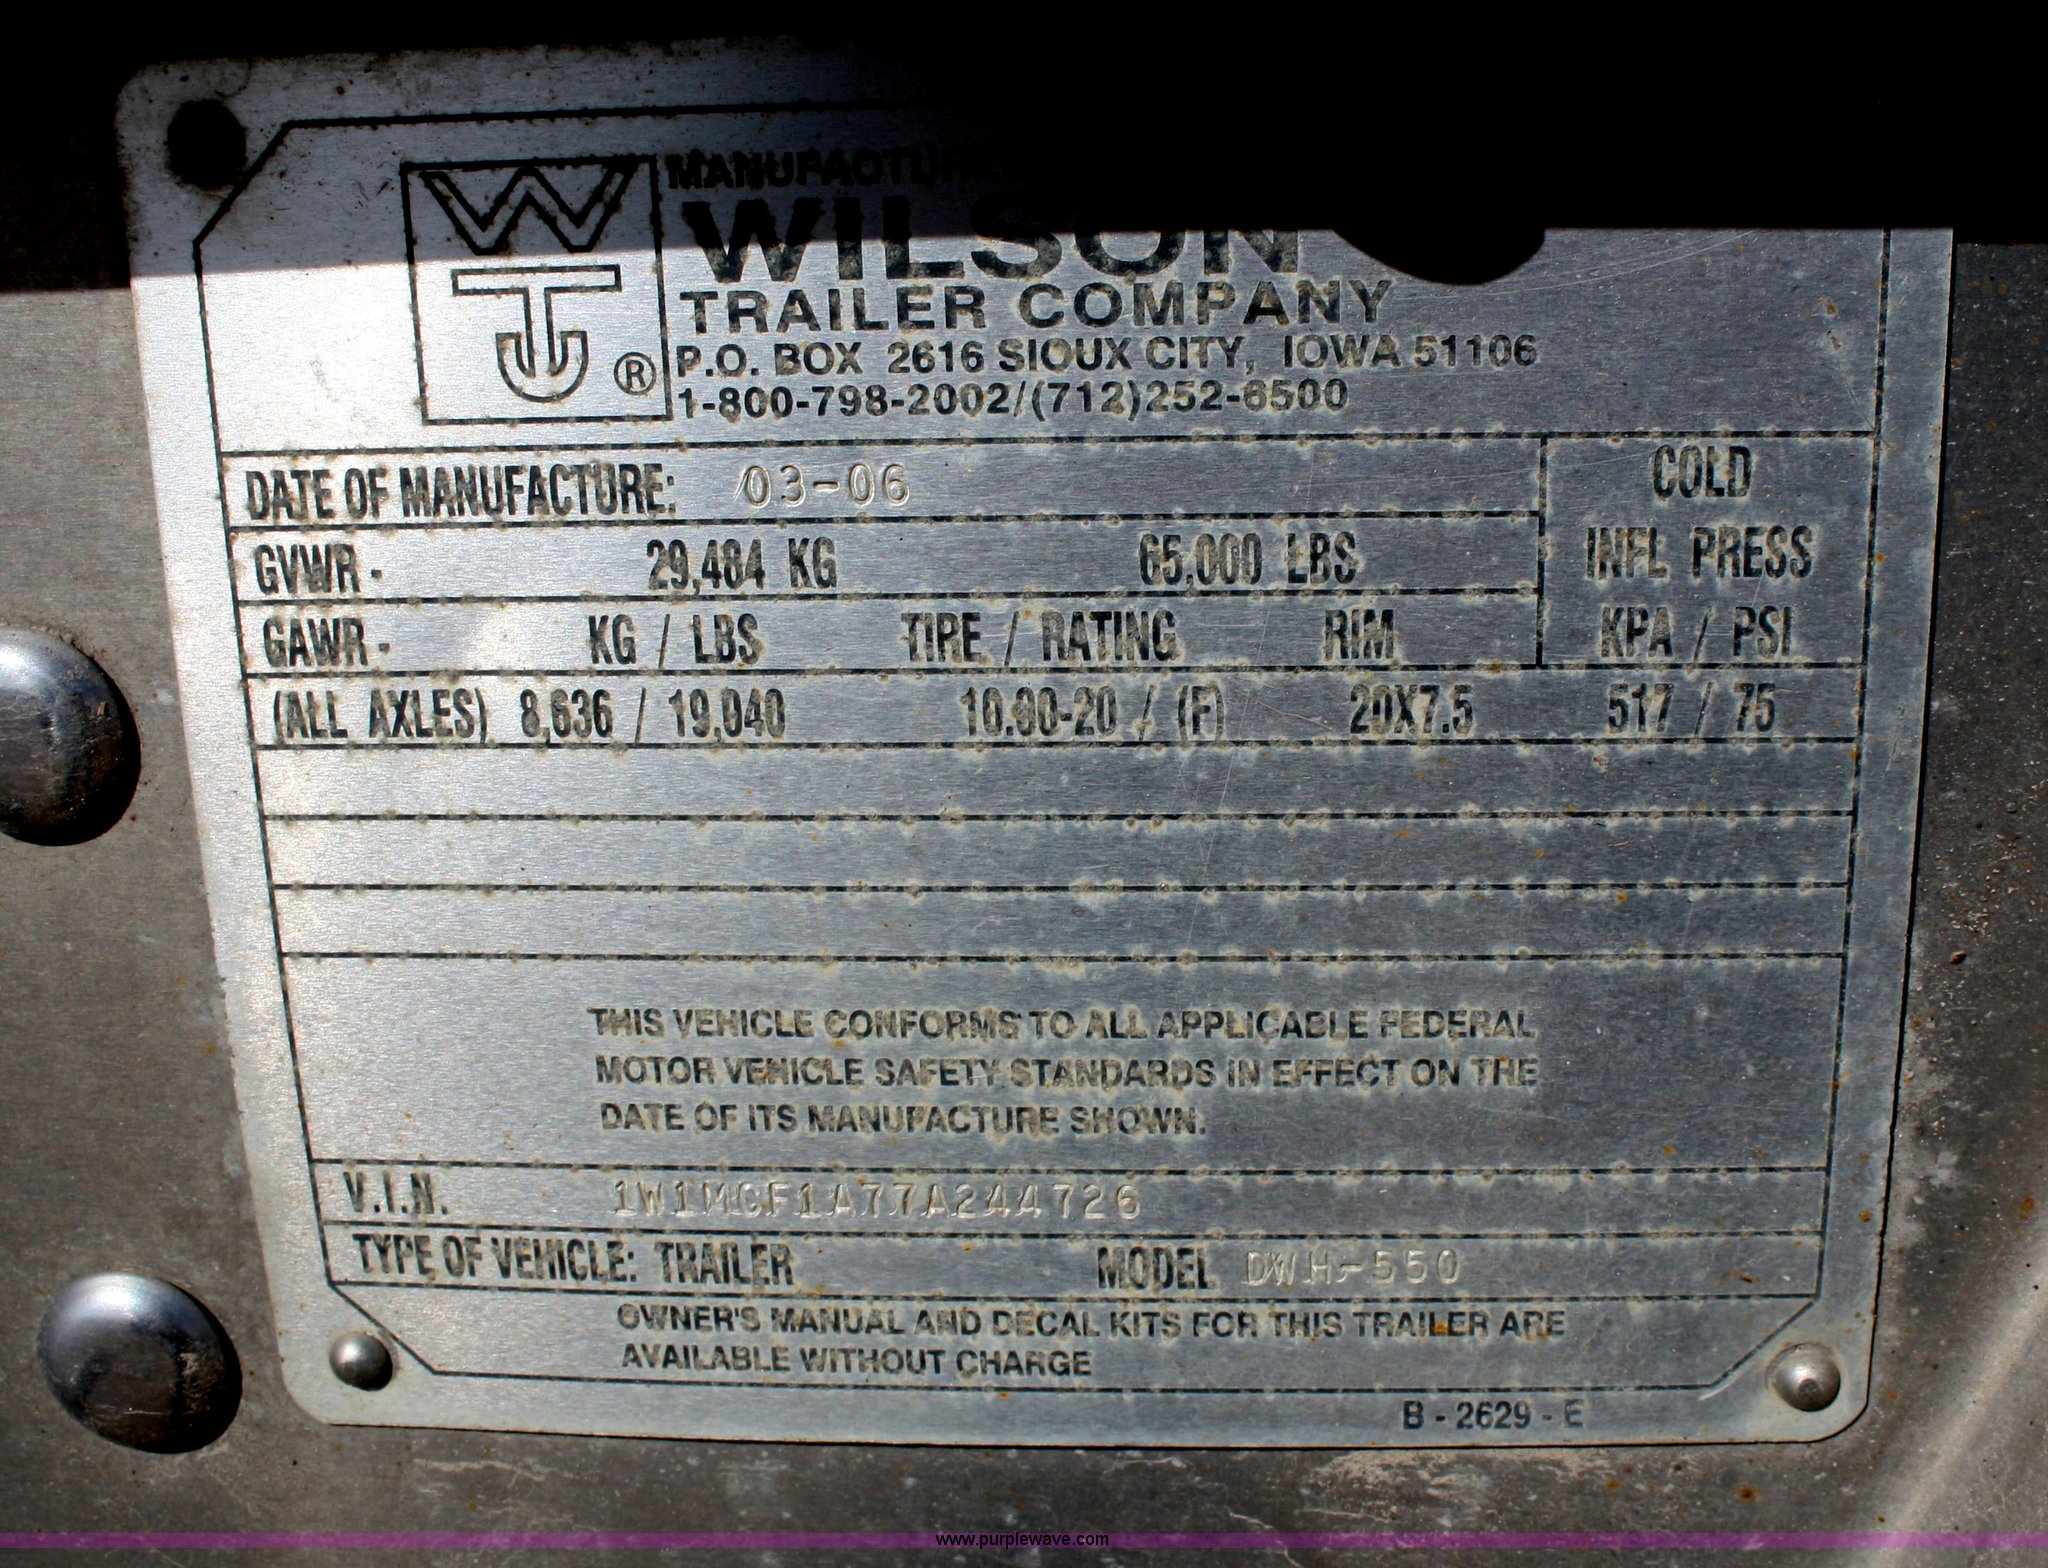 WILSON
TRAILER COMPANY
P.O. BOX 2616 SIOUX CITY, IOWA 51106
1-800-798-2002/(712)252-6500
WT ®
DATE OF MANUFACTURE: 03-06
COLD
INFL PRESS
KPA / PSI
GVWR - 29,484 KG 65,000 LBS
GAWR - KG / LBS TIRE / RATING RIM
(ALL AXLES) 8,636 / 19,040 10.00-20 / (F) 20X7.5 517 / 75
THIS VEHICLE CONFORMS TO ALL APPLICABLE FEDERAL
MOTOR VEHICLE SAFETY STANDARDS IN EFFECT ON THE
DATE OF ITS MANUFACTURE SHOWN.
V.I.N. 1W1MCF1A77A244726
TYPE OF VEHICLE: TRAILER MODEL DWH-550
OWNER'S MANUAL AND DECAL KITS FOR THIS TRAILER ARE
AVAILABLE WITHOUT CHARGE
B - 2629 - E
www.purplewave.com